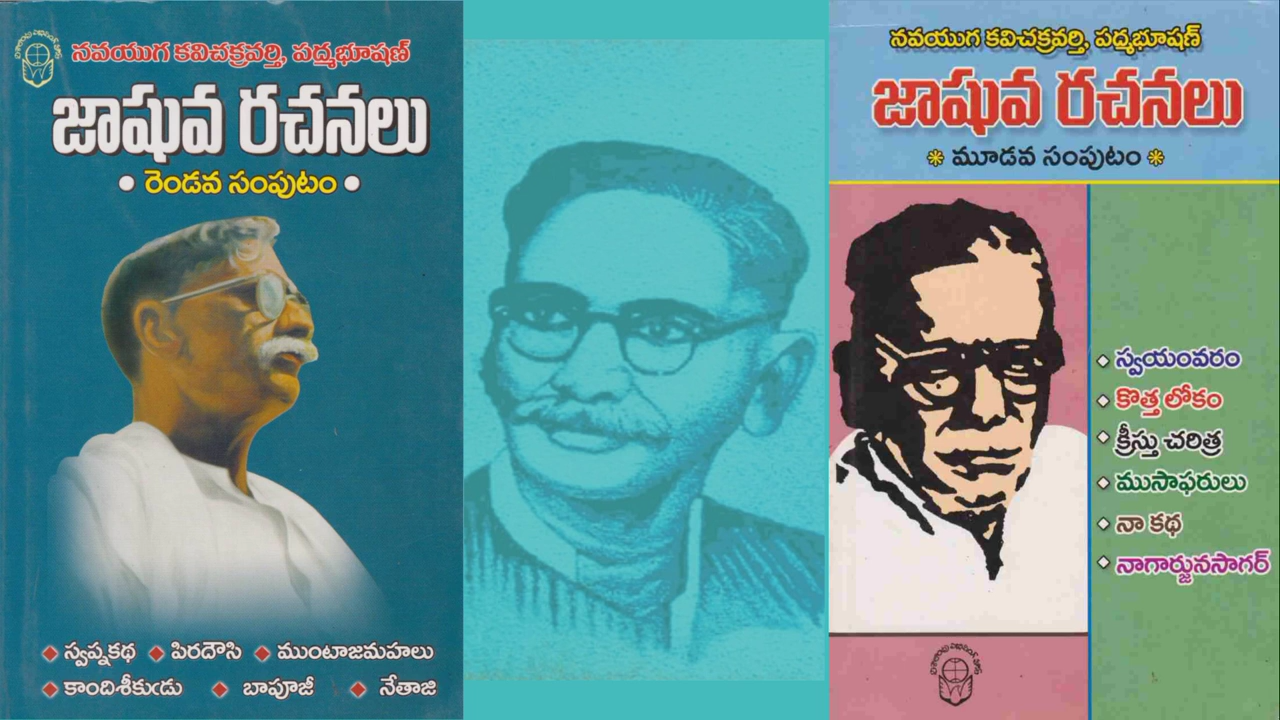 నవయుగ కవిచక్రవర్తి, పద్మభూషణ్
జాషువ రచనలు
• రెండవ సంపుటం •
స్వప్నకథ
పిరదౌసి
ముంటాజమహలు
కాందిశీకుఁడు
బాపూజీ
నేతాజి
నవయుగ కవిచక్రవర్తి, పద్మభూషణ్
జాషువ రచనలు
మూడవ సంపుటం
స్వయంవరం
కొత్త లోకం
క్రీస్తు చరిత్ర
ముసాఫరులు
నా కథ
నాగార్జునసాగర్